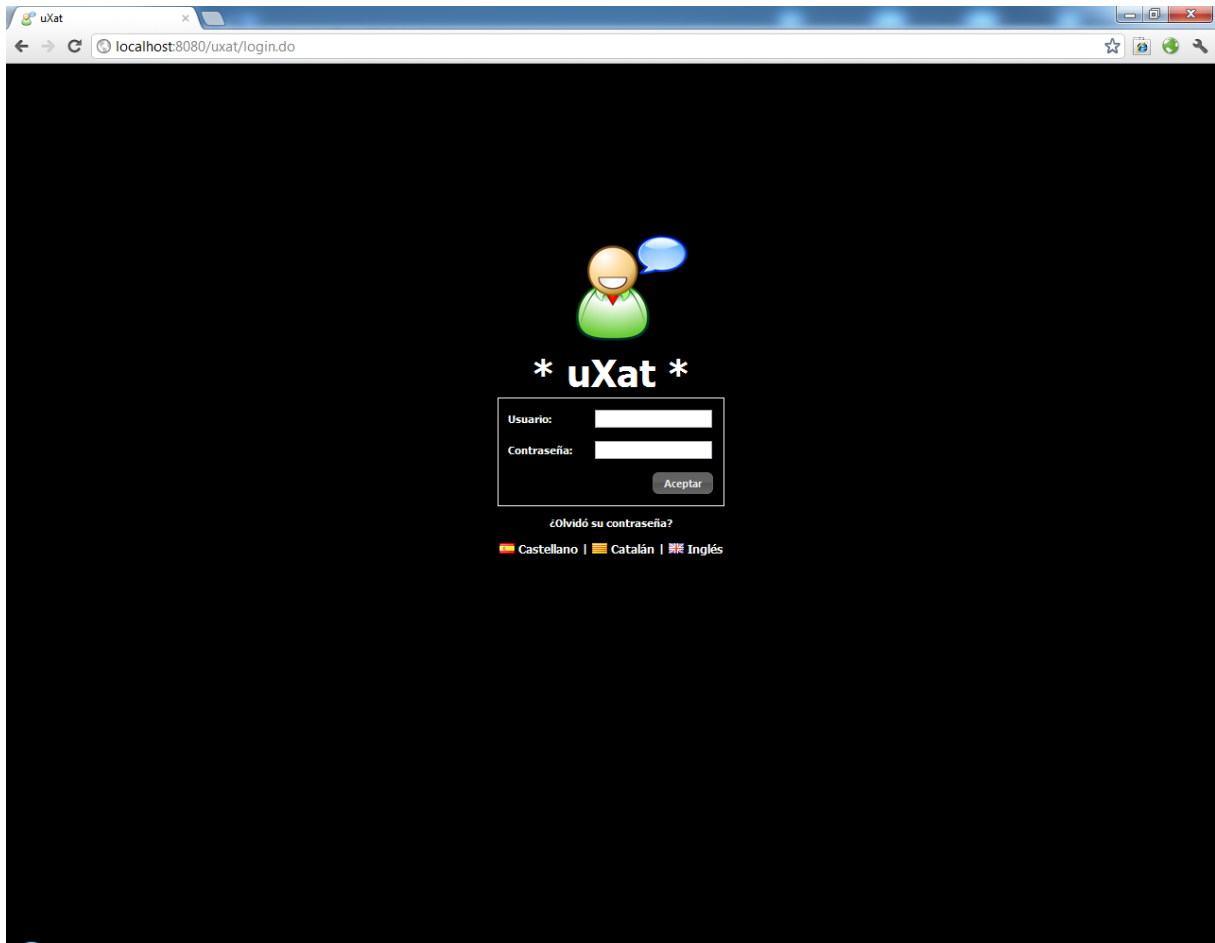 uXat
localhost:8080/uxat/login.do
* uXat *
Usuario:
Contraseña:
Aceptar
¿Olvidó su contraseña?
Castellano | Catalán | Inglés